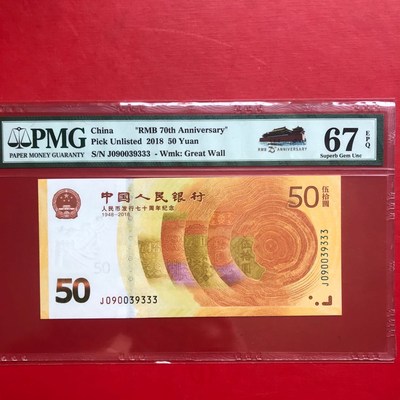 PMG
PAPER MONEY GUARANTY
China "RMB 70th Anniversary"
Pick Unlisted 2018 50 Yuan
S/N J090039333 - Wmk: Great Wall
67 EPQ
Superb Gem Unc
中国人民银行
人民币发行七十周年纪念
1948-2018
50 伍拾圆
50
J090039333
J090039333